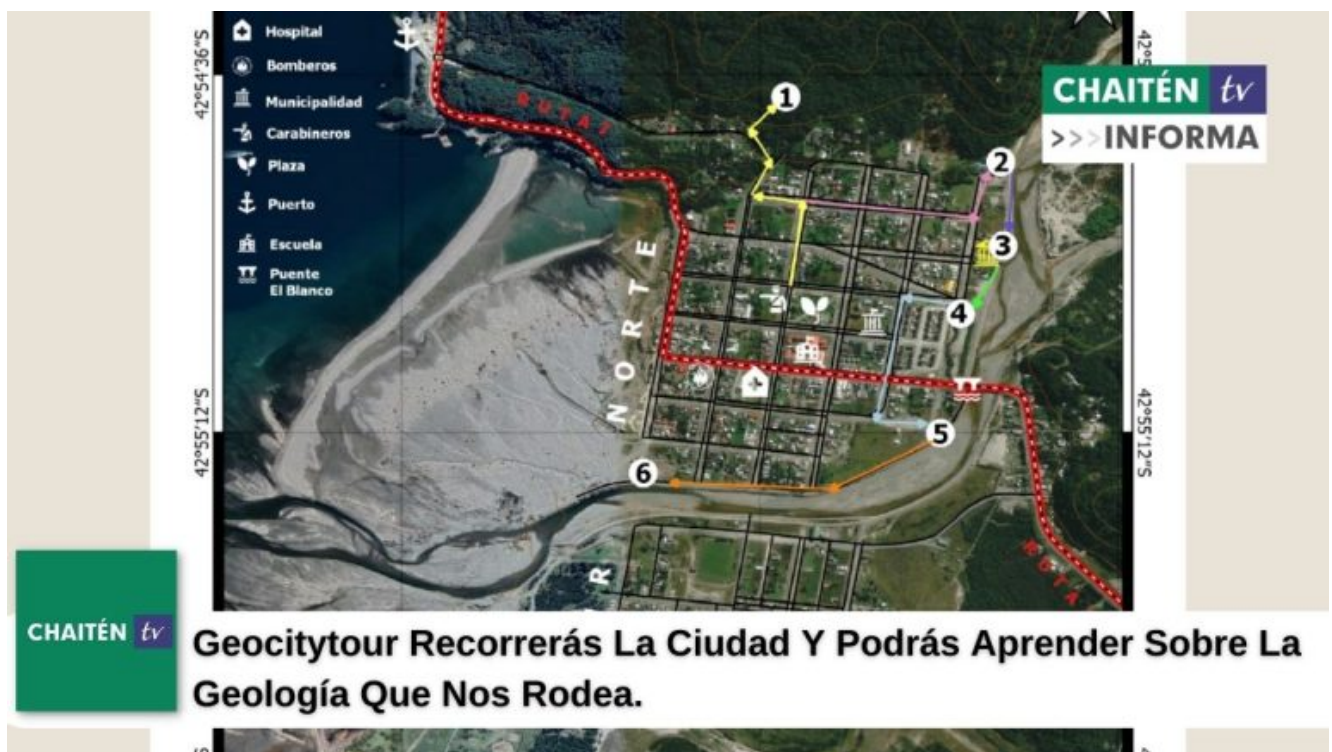 Hospital
Bomberos
Municipalidad
Carabineros
Plaza
Puerto
Escuela
Puente
El Blanco
42°54'36"S
42°55'12"S
RUTA 7
NORTE
1
2
3
4
5
6
42°55'12"S
RUTA
CHAITÉN tv
>>>INFORMA
CHAITÉN tv
Geocitytour Recorrerás La Ciudad Y Podrás Aprender Sobre La
Geología Que Nos Rodea.